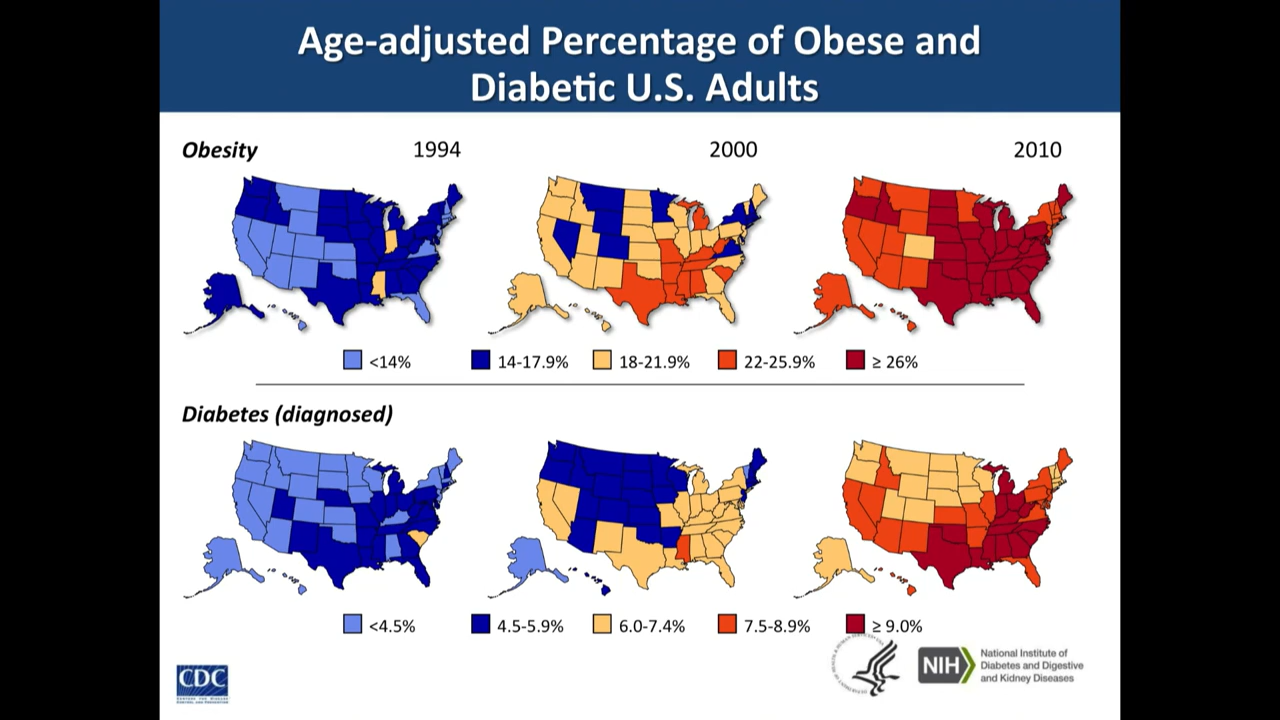 Age-adjusted Percentage of Obese and
Diabetic U.S. Adults
Obesity 1994 2000 2010
<14% 14-17.9% 18-21.9% 22-25.9% ≥ 26%
Diabetes (diagnosed)
<4.5% 4.5-5.9% 6.0-7.4% 7.5-8.9% ≥ 9.0%
CDC
NIH
National Institute of
Diabetes and Digestive
and Kidney Diseases